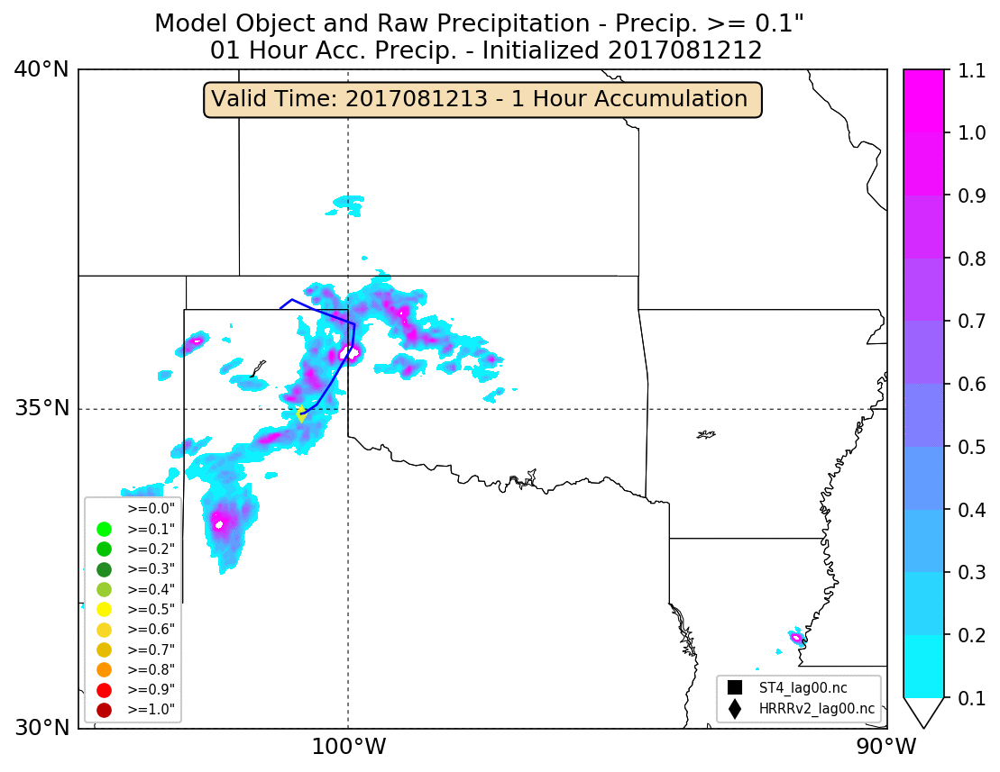 Model Object and Raw Precipitation - Precip. >= 0.1"
01 Hour Acc. Precip. - Initialized 2017081212
40°N
Valid Time: 2017081213 - 1 Hour Accumulation
35°N
30°N
100°W
90°W
>=0.0"
>=0.1"
>=0.2"
>=0.3"
>=0.4"
>=0.5"
>=0.6"
>=0.7"
>=0.8"
>=0.9"
>=1.0"
ST4_lag00.nc
HRRRv2_lag00.nc
1.1
1.0
0.9
0.8
0.7
0.6
0.5
0.4
0.3
0.2
0.1